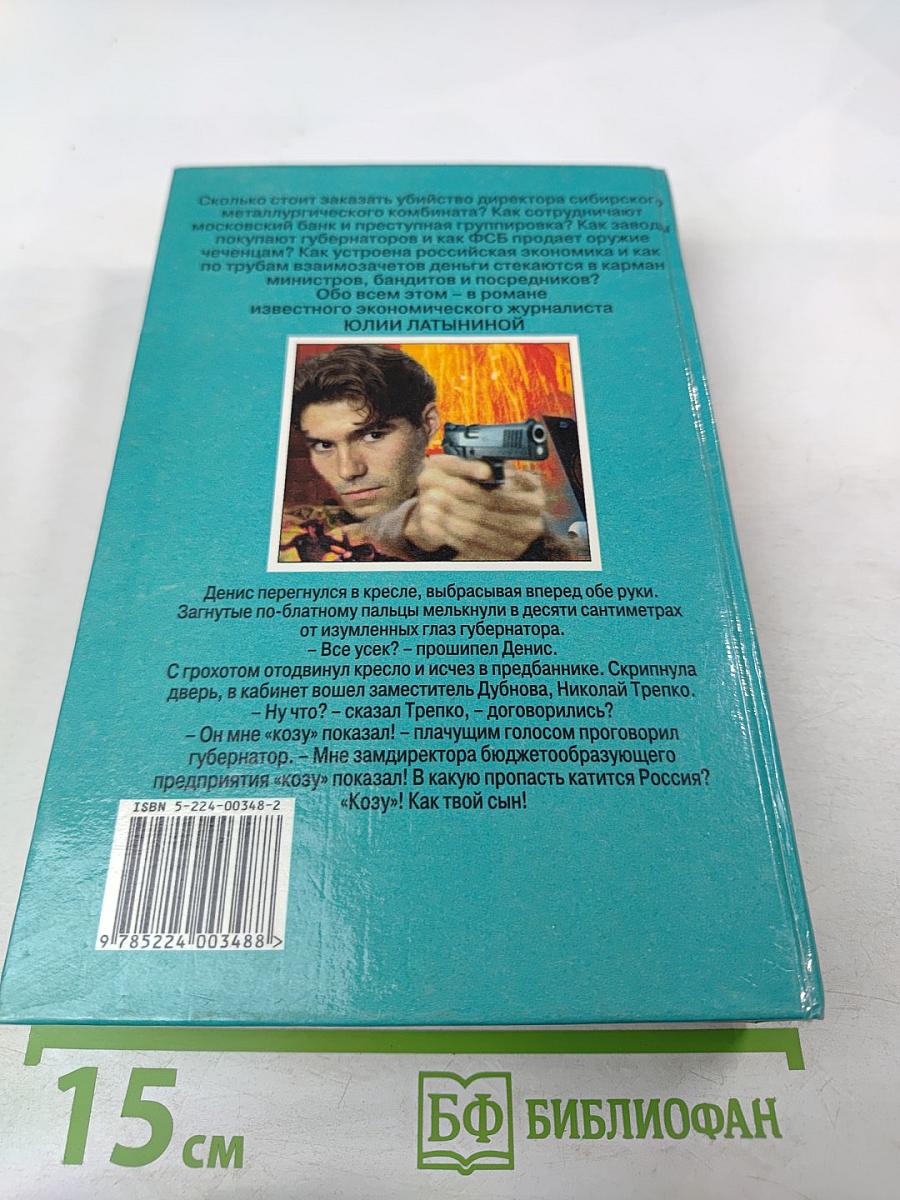 Сколько стоит заказать убийство директора сибирского
металлургического комбината? Как сотрудничают
московский банк и преступная группировка? Как заводы
покупают губернаторов и как ФСБ продает оружие
чеченцам? Как устроена российская экономика и как
по трубам взаимозачетов деньги стекаются в карман
министров, бандитов и посредников?
Обо всем этом – в романе
известного экономического журналиста
ЮЛИИ ЛАТЫНИНОЙ
Денис перегнулся в кресле, выбрасывая вперед обе руки.
Загнутые по-блатному пальцы мелькнули в десяти сантиметрах
от изумленных глаз губернатора.
– Все усек? – прошипел Денис.
С грохотом отодвинул кресло и исчез в предбаннике. Скрипнула
дверь, в кабинет вошел заместитель Дубнова, Николай Трепко.
– Ну что? – сказал Трепко, – договорились?
– Он мне «козу» показал! – плачущим голосом проговорил
губернатор. – Мне замдиректора бюджетообразующего
предприятия «козу» показал! В какую пропасть катится Россия?
«Козу»! Как твой сын!
ISBN 5-224-00348-2
9 785224 003488 >
15 см
БФ БИБЛИОФАН